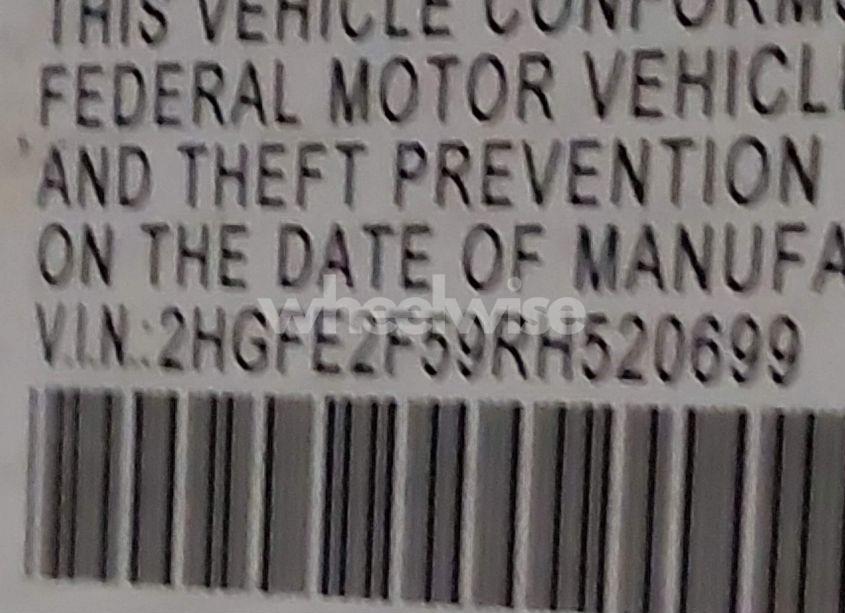 THIS VEHICLE CONFORMS
FEDERAL MOTOR VEHICL
AND THEFT PREVENTION
ON THE DATE OF MANUFA
wheelwise
V.I.N.:2HGFE2F59RH520699